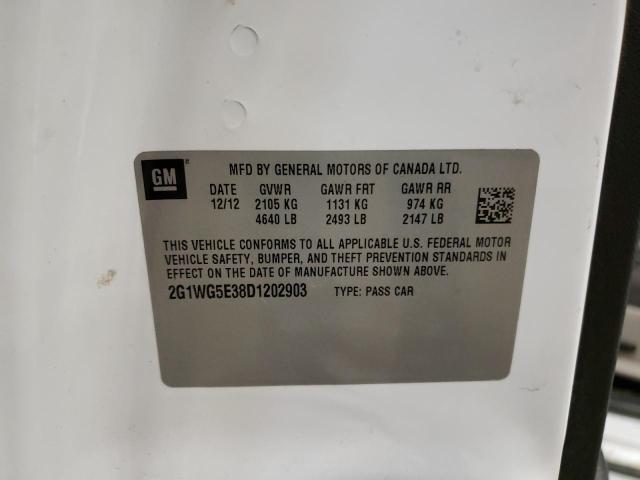 GM
MFD BY GENERAL MOTORS OF CANADA LTD.
DATE GVWR GAWR FRT GAWR RR
12/12 2105 KG 1131 KG 974 KG
4640 LB 2493 LB 2147 LB
THIS VEHICLE CONFORMS TO ALL APPLICABLE U.S. FEDERAL MOTOR
VEHICLE SAFETY, BUMPER, AND THEFT PREVENTION STANDARDS IN
EFFECT ON THE DATE OF MANUFACTURE SHOWN ABOVE.
2G1WG5E38D1202903 TYPE: PASS CAR